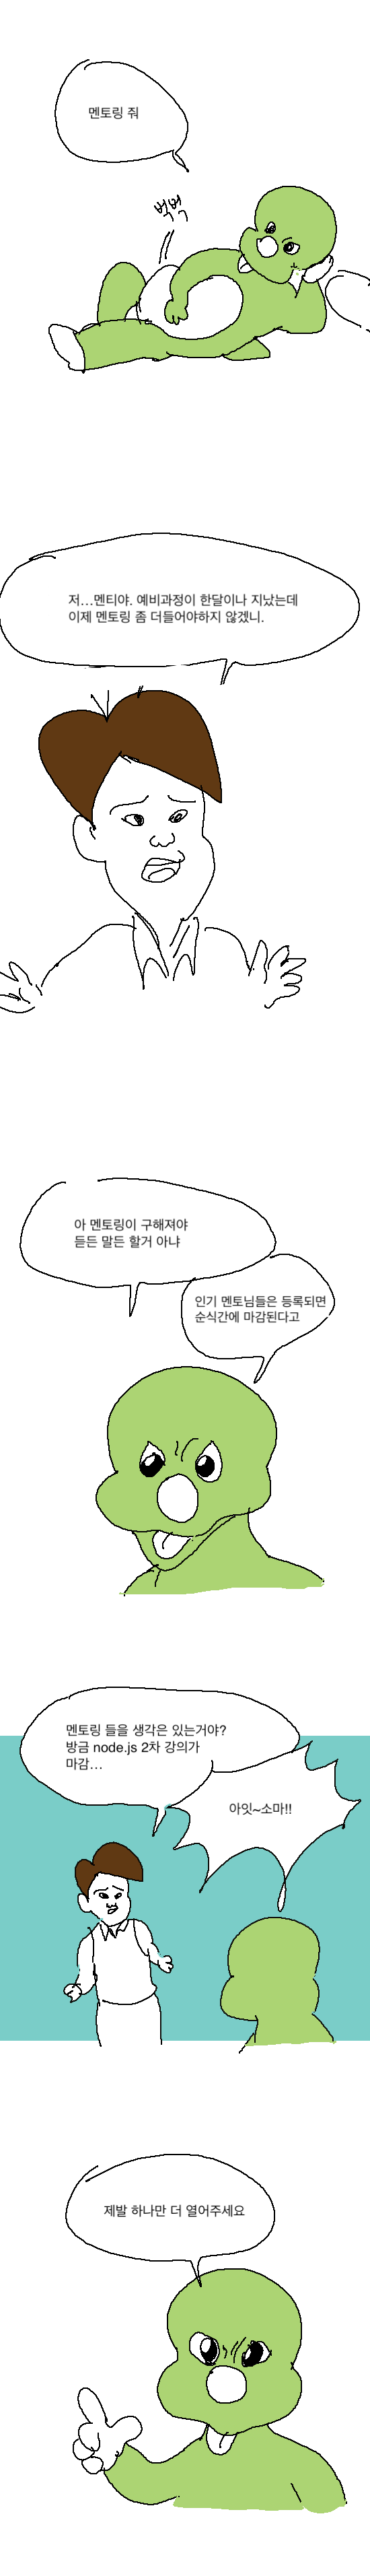 멘토링 줘
벅벅
저...멘티야. 예비과정이 한달이나 지났는데
이제 멘토링 좀 더들어야하지 않겠니.
아 멘토링이 구해져야
듣든 말든 할거 아냐
인기 멘토님들은 등록되면
순식간에 마감된다고
멘토링 들을 생각은 있는거야?
방금 node.js 2차 강의가
마감...
아잇~소마!!
제발 하나만 더 열어주세요